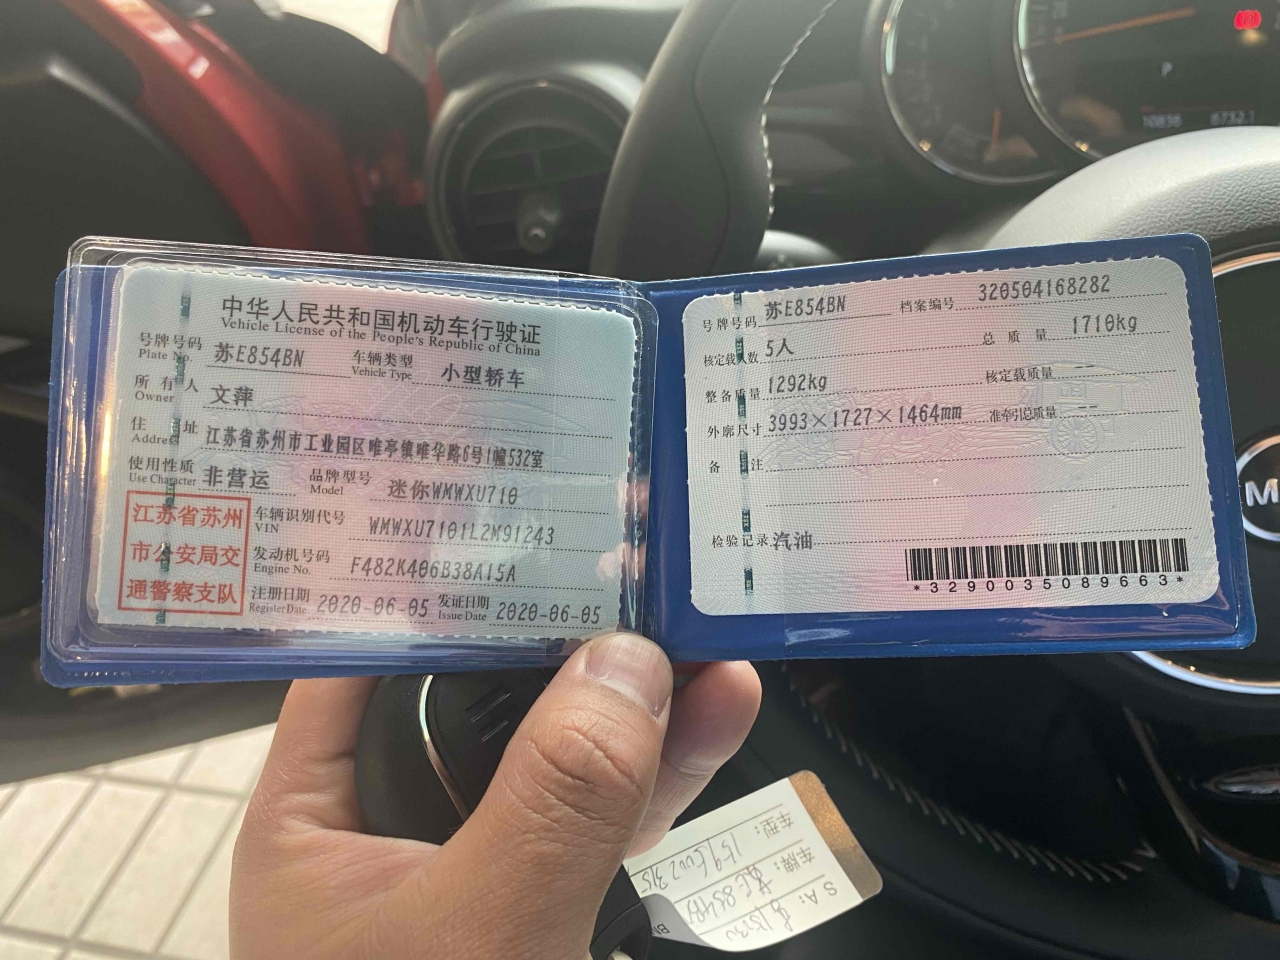 中华人民共和国机动车行驶证
Vehicle License of the People's Republic of China
号牌号码 苏E854BN 车辆类型 小型轿车
Plate No. Vehicle Type
所有人 文萍
Owner
住址 江苏省苏州市工业园区唯亭镇唯华路6号1幢532室
Address
使用性质 非营运 品牌型号 迷你WMWXU710
Use Character Model
江苏省苏州
市公安局交
通警察支队
车辆识别代号 WMWXU7101L2M91243
VIN
发动机号码 F482K406B38A15A
Engine No.
注册日期 2020-06-05 发证日期 2020-06-05
Register Date Issue Date
号牌号码 苏E854BN 档案编号 320504168282
核定载人数 5人 总质量 1710kg
整备质量 1292kg 核定载质量 --
外廓尺寸 3993×1727×1464mm 准牵引总质量 --
备注
检验记录 汽油
*3290035089663*
P
10836 6732.1
M
SA:
车牌:
车型: